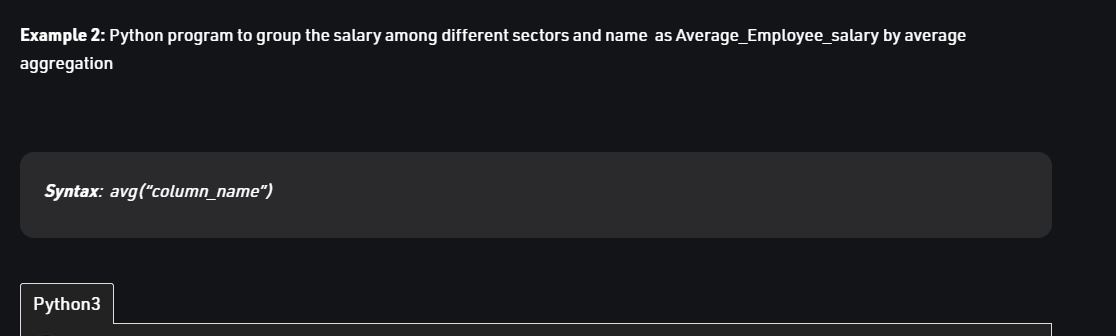 Example 2: Python program to group the salary among different sectors and name  as Average_Employee_salary by average
aggregation
Syntax:  avg(“column_name”)
Python3